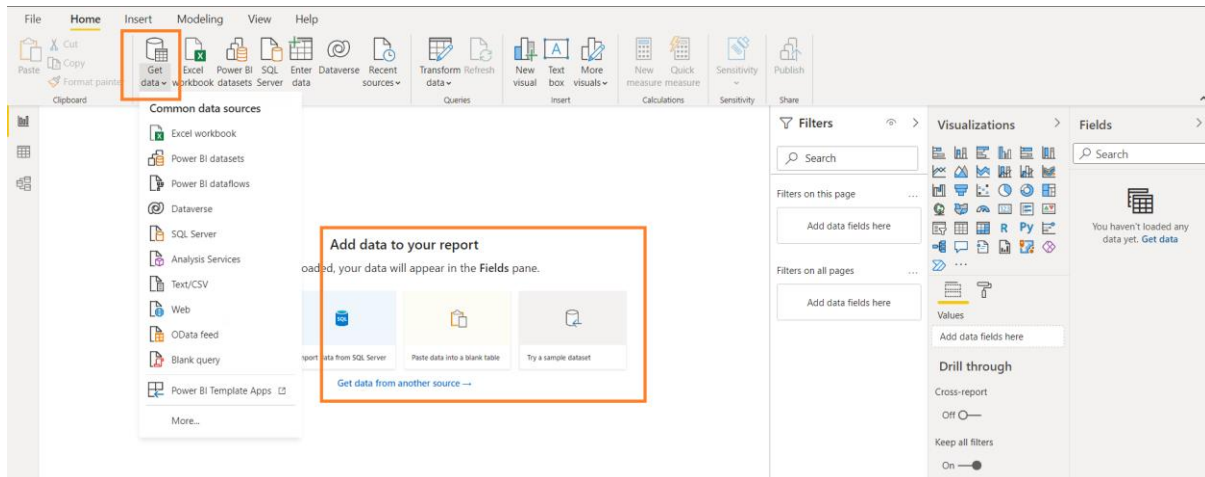 File Home Insert Modeling View Help
Cut
Copy
Format painter
Paste
Clipboard
Get data
Excel workbook
Power BI datasets
SQL Server
Enter data
Dataverse
Recent sources
Transform data
Refresh
Queries
New visual
Text box
More visuals
Insert
New measure
Quick measure
Calculations
Sensitivity
Sensitivity
Publish
Share
Common data sources
Excel workbook
Power BI datasets
Power BI dataflows
Dataverse
SQL Server
Analysis Services
Text/CSV
Web
OData feed
Blank query
Power BI Template Apps
More...
Add data to your report
oaded, your data will appear in the Fields pane.
SQL
port data from SQL Server
Paste data into a blank table
Try a sample dataset
Get data from another source →
Filters
Search
Filters on this page ...
Add data fields here
Filters on all pages ...
Add data fields here
Visualizations
R Py
...
Values
Add data fields here
Drill through
Cross-report
Off
Keep all filters
On
Fields
Search
You haven't loaded any
data yet. Get data